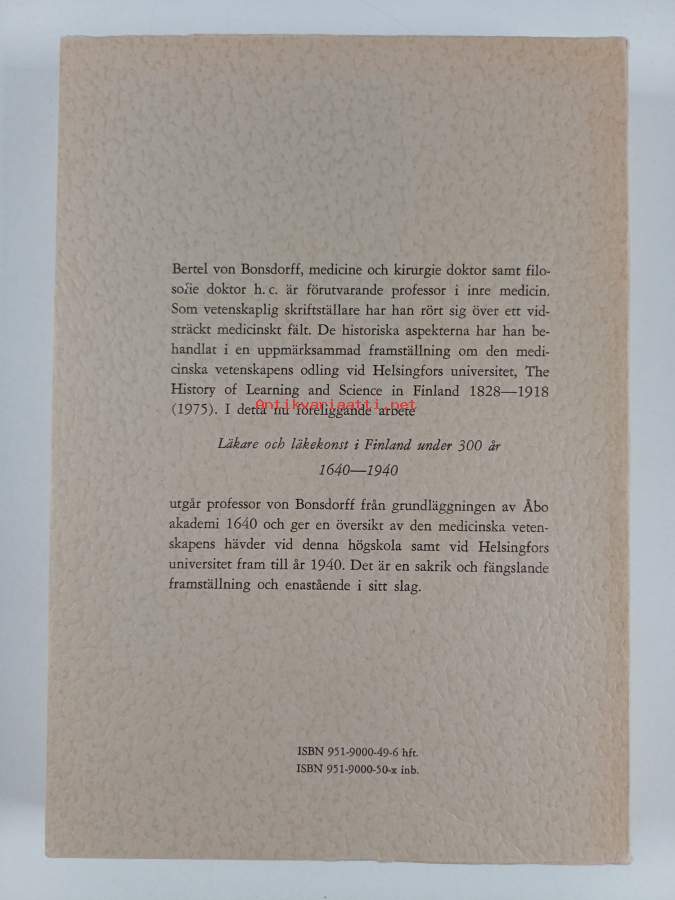 Bertel von Bonsdorff, medicine och kirurgie doktor samt filo-
sofie doktor h. c. är förutvarande professor i inre medicin.
Som vetenskaplig skriftställare har han rört sig över ett vid-
sträckt medicinskt fält. De historiska aspekterna har han be-
handlat i en uppmärksammad framställning om den medi-
cinska vetenskapens odling vid Helsingfors universitet, The
History of Learning and Science in Finland 1828—1918
(1975). I detta nu föreliggande arbete
Antikvariaatti.net
Läkare och läkekonst i Finland under 300 år
1640—1940
utgår professor von Bonsdorff från grundläggningen av Åbo
akademi 1640 och ger en översikt av den medicinska veten-
skapens hävder vid denna högskola samt vid Helsingfors
universitet fram till år 1940. Det är en sakrik och fängslande
framställning och enastående i sitt slag.
ISBN 951-9000-49-6 hft.
ISBN 951-9000-50-x inb.